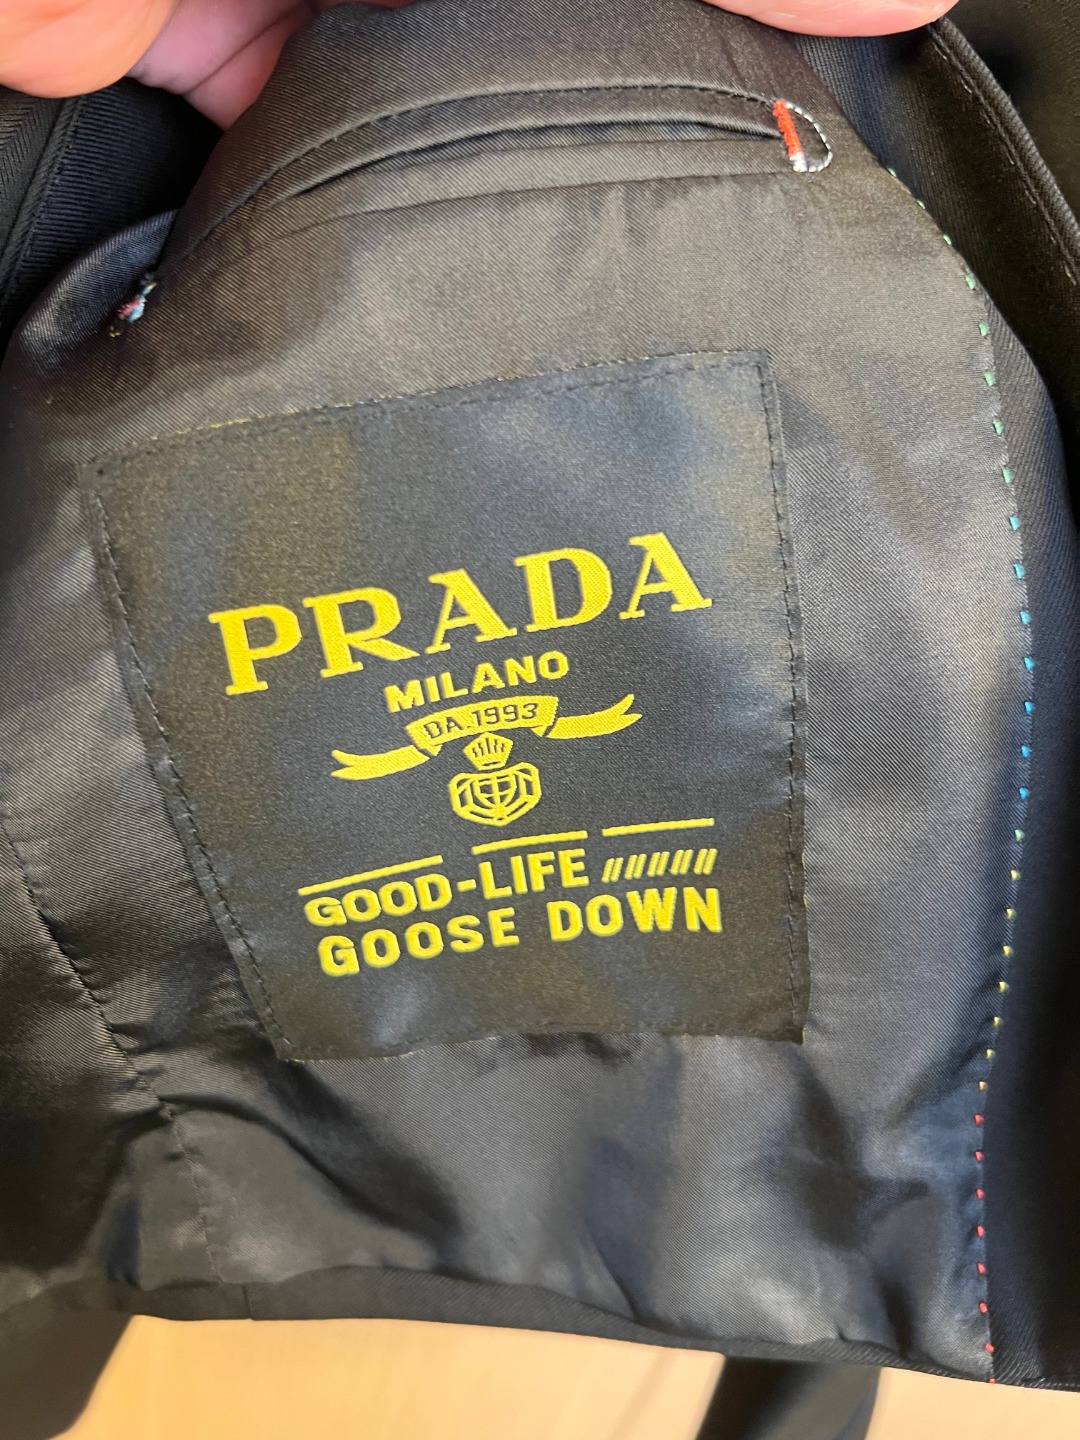 PRADA
MILANO
DA.1993
GOOD-LIFE
GOOSE DOWN